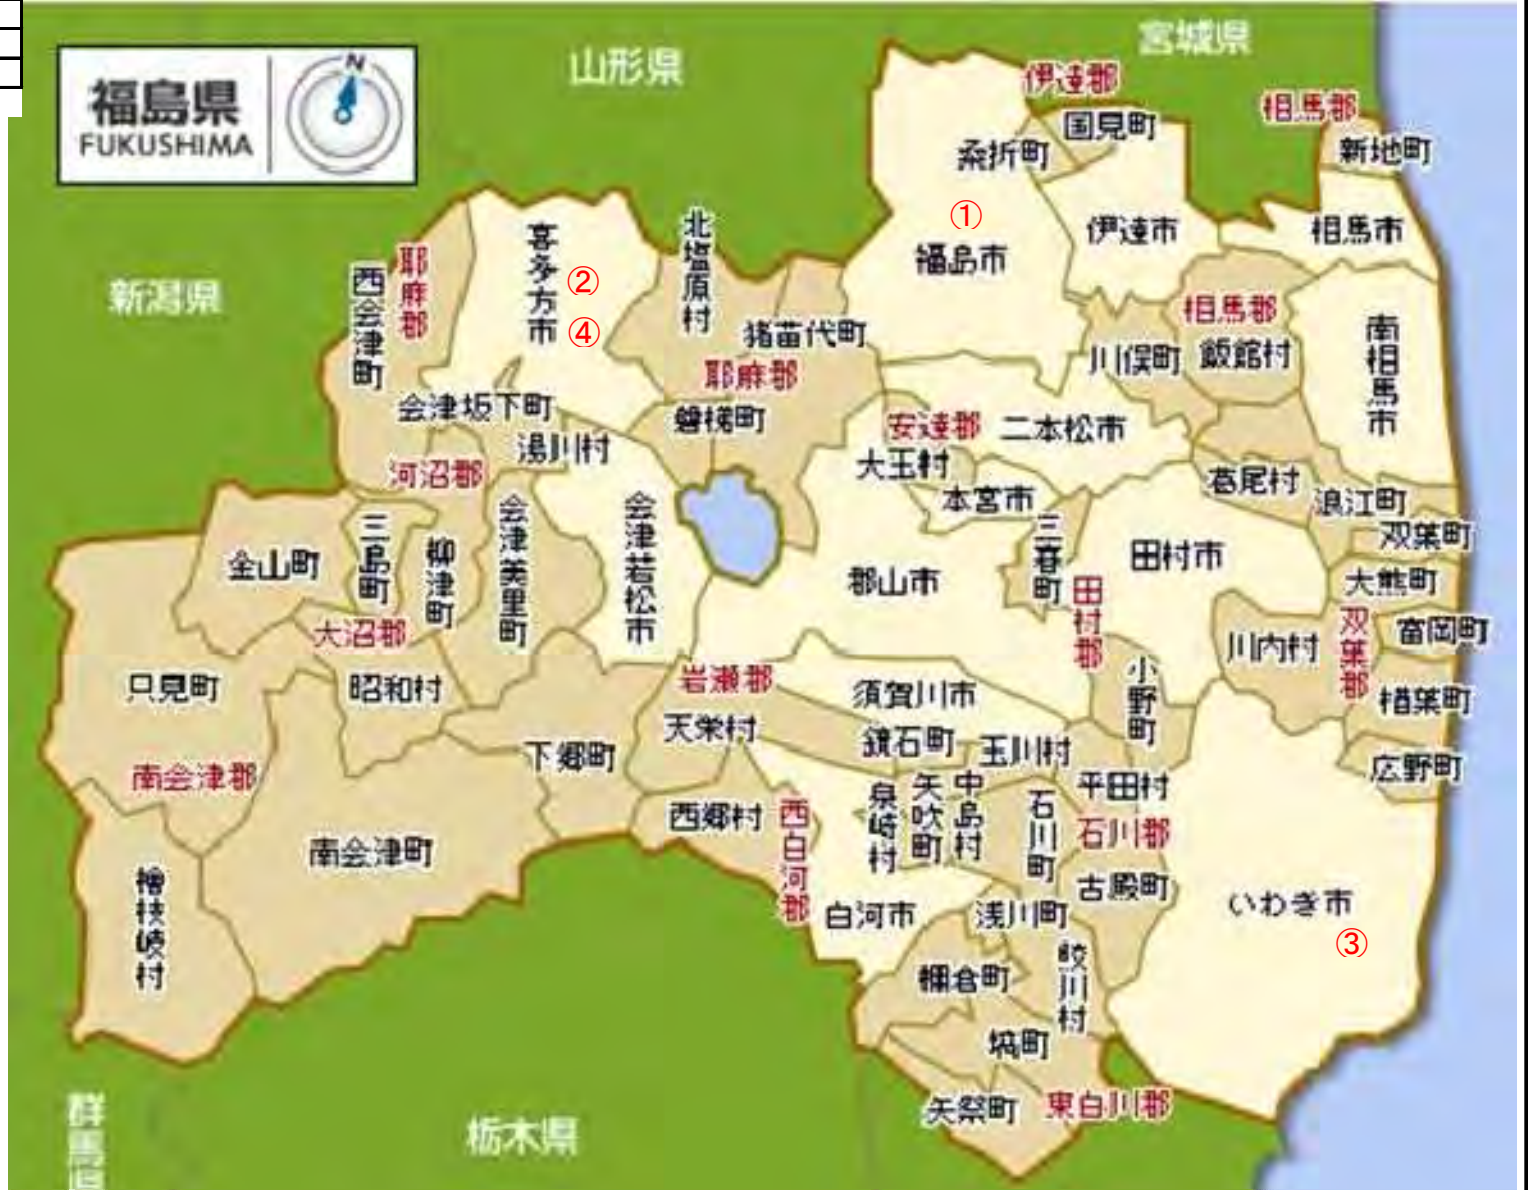 宮城県
山形県
福島県
FUKUSHIMA
N
伊達郡
相馬郡
国見町
桑折町
新地町
①
福島市
伊達市
相馬市
北塩原村
喜多方市
②
④
耶麻郡
西会津町
新潟県
猪苗代町
耶麻郡
相馬郡
川俣町
飯館村
南相馬市
会津坂下町
磐梯町
安達郡
二本松市
湯川村
大玉村
河沼郡
本宮市
葛尾村
浪江町
会津美里町
会津若松市
三春町
双葉町
三島町
柳津町
金山町
郡山市
田村市
大熊町
田村郡
双葉郡
富岡町
大沼郡
川内村
小野町
岩瀬郡
只見町
昭和村
須賀川市
楢葉町
天栄村
鏡石町
玉川村
下郷町
広野町
南会津郡
平田村
泉崎村
矢吹町
中島村
石川町
西郷村
西白河郡
石川郡
南会津町
古殿町
檜枝岐村
白河市
浅川町
いわき市
③
鮫川村
棚倉町
塙町
矢祭町
東白川郡
群馬県
栃木県